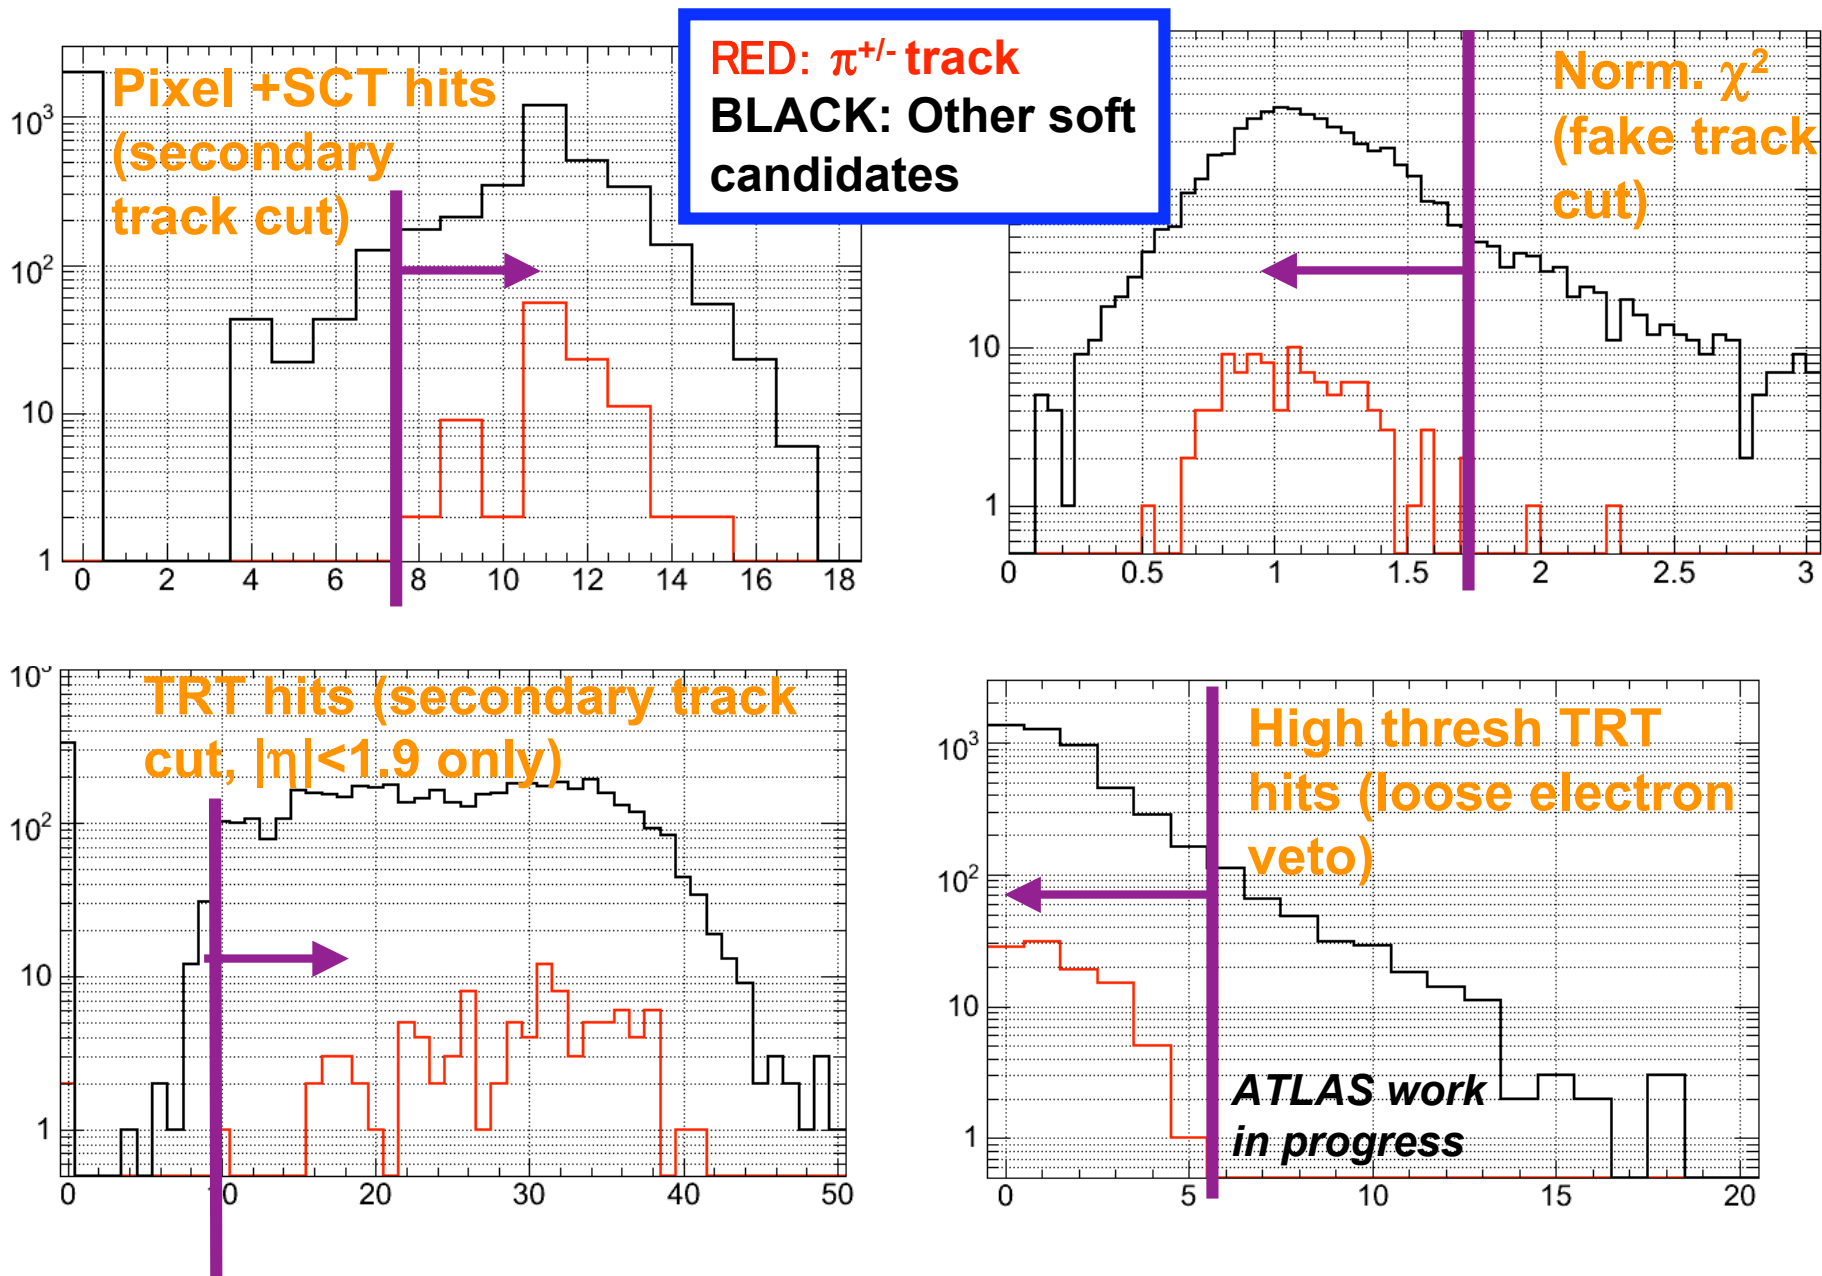 Pixel +SCT hits
(secondary
track cut)
10³
10²
10
1
0 2 4 6 8 10 12 14 16 18
RED: π+/- track
BLACK: Other soft
candidates
Norm. χ²
(fake track
cut)
10
1
0 0.5 1 1.5 2 2.5 3
TRT hits (secondary track
cut, |η|<1.9 only)
10³
10²
10
1
0 10 20 30 40 50
High thresh TRT
hits (loose electron
veto)
10³
10²
10
1
ATLAS work
in progress
0 5 10 15 20